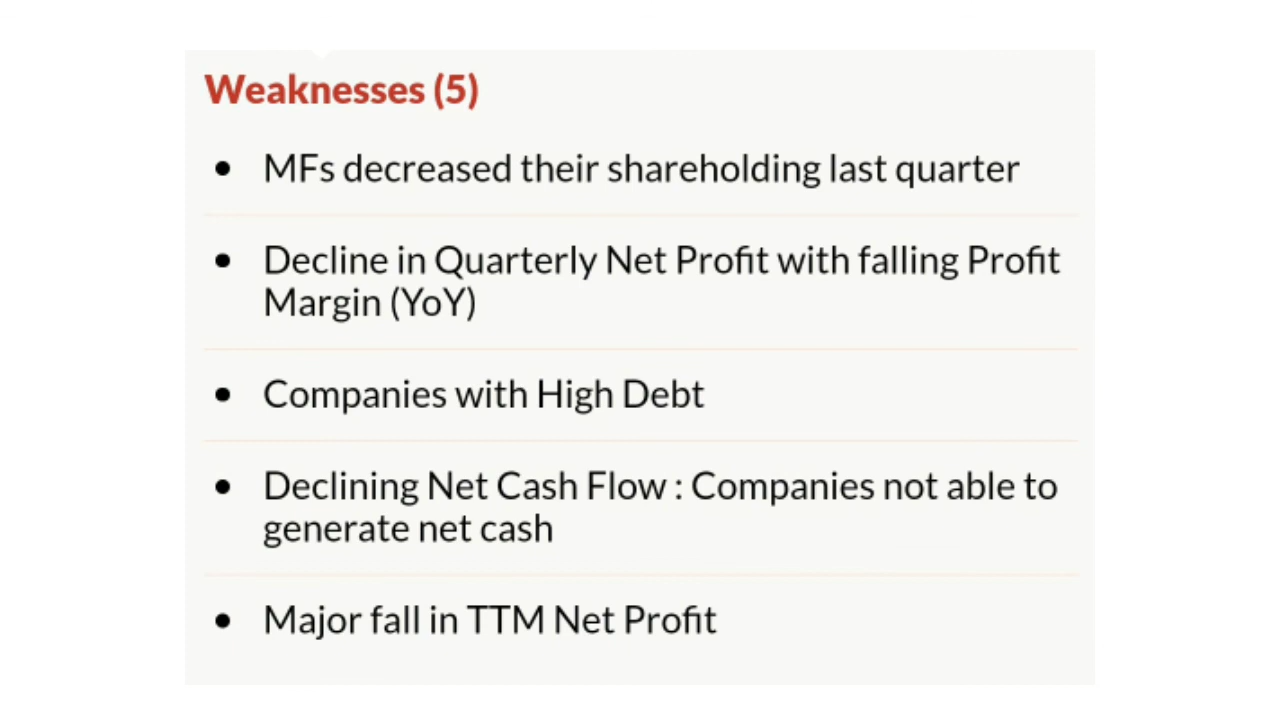 Weaknesses (5)
• MFs decreased their shareholding last quarter
• Decline in Quarterly Net Profit with falling Profit
Margin (YoY)
• Companies with High Debt
• Declining Net Cash Flow : Companies not able to
generate net cash
• Major fall in TTM Net Profit